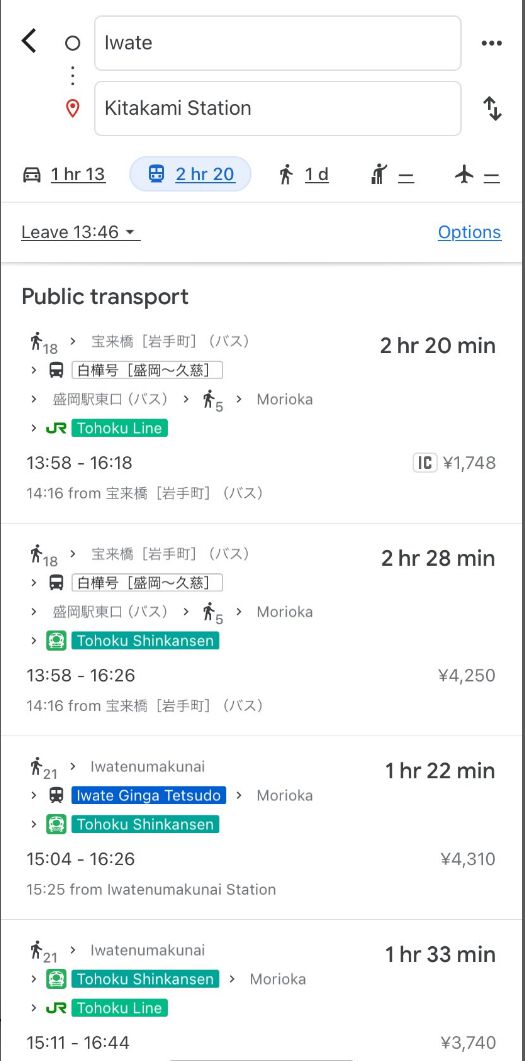 Iwate
Kitakami Station
1 hr 13 2 hr 20 1 d — —
Leave 13:46 Options
Public transport
18 宝来橋［岩手町］（バス） 2 hr 20 min
白樺号［盛岡〜久慈］
盛岡駅東口（バス） 5 Morioka
JR Tohoku Line
13:58 - 16:18 IC ¥1,748
14:16 from 宝来橋［岩手町］（バス）
18 宝来橋［岩手町］（バス） 2 hr 28 min
白樺号［盛岡〜久慈］
盛岡駅東口（バス） 5 Morioka
Tohoku Shinkansen
13:58 - 16:26 ¥4,250
14:16 from 宝来橋［岩手町］（バス）
21 Iwatenumakunai 1 hr 22 min
Iwate Ginga Tetsudo Morioka
Tohoku Shinkansen
15:04 - 16:26 ¥4,310
15:25 from Iwatenumakunai Station
21 Iwatenumakunai 1 hr 33 min
Tohoku Shinkansen Morioka
JR Tohoku Line
15:11 - 16:44 ¥3,740